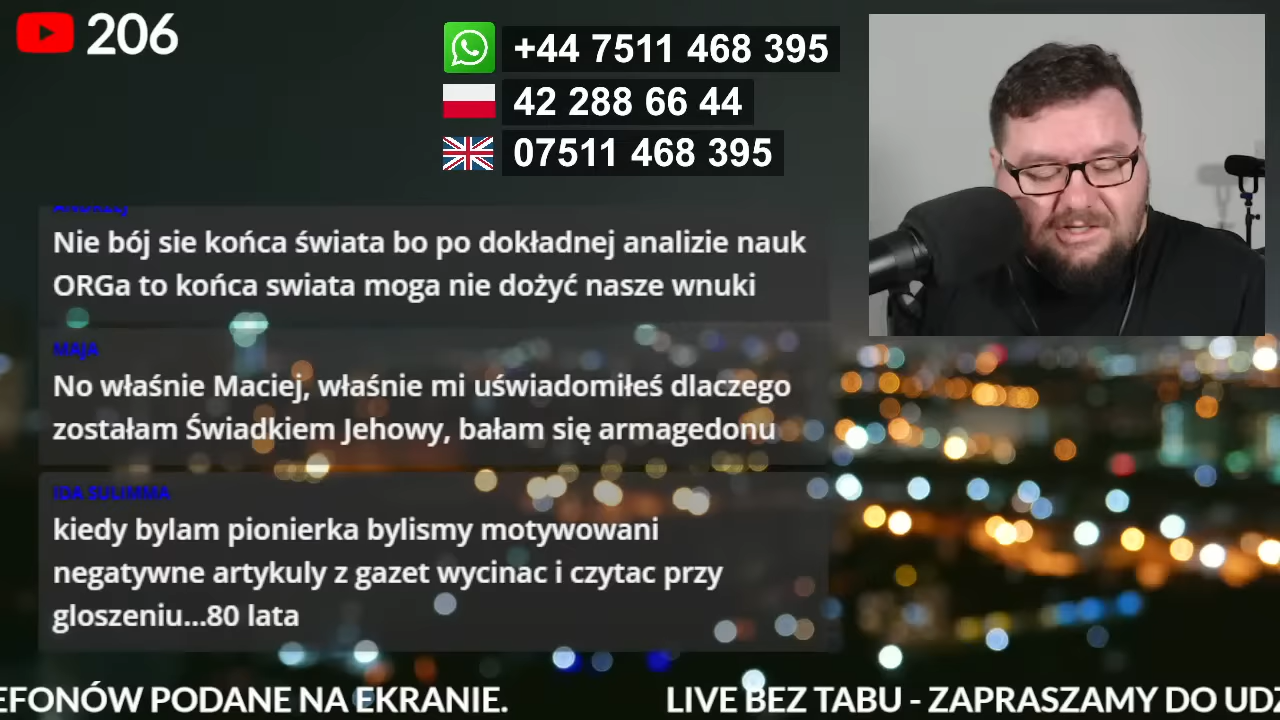 206
+44 7511 468 395
42 288 66 44
07511 468 395
ANDRZEJ
Nie bój sie końca świata bo po dokładnej analizie nauk
ORGa to końca swiata moga nie dożyć nasze wnuki
MAJA
No właśnie Maciej, właśnie mi uświadomiłeś dlaczego
zostałam Świadkiem Jehowy, bałam się armagedonu
IGA SULIMMA
kiedy bylam pionierka bylismy motywowani
negatywne artykuly z gazet wycinac i czytac przy
gloszeniu...80 lata
EFONÓW PODANE NA EKRANIE. LIVE BEZ TABU - ZAPRASZAMY DO UDZ